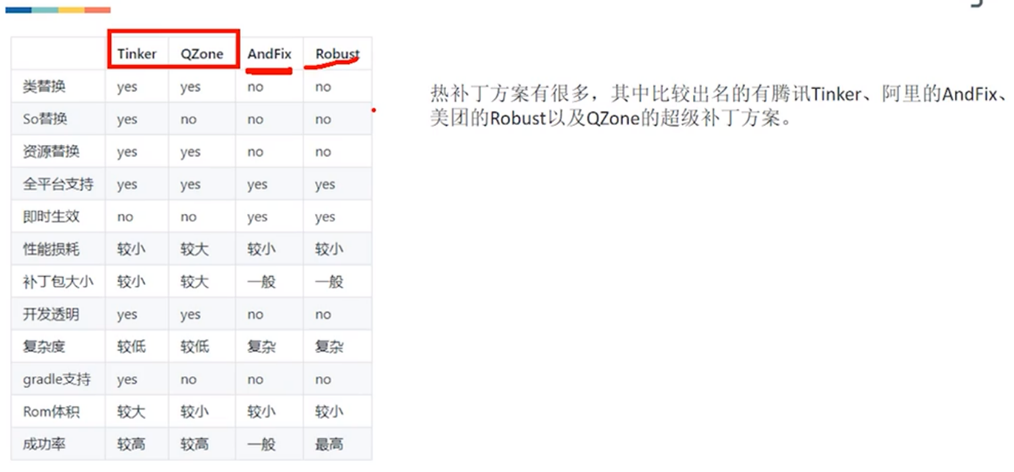 Tinker QZone AndFix Robust
类替换 yes yes no no
So替换 yes no no no
资源替换 yes yes no no
全平台支持 yes yes yes yes
即时生效 no no yes yes
性能损耗 较小 较大 较小 较小
补丁包大小 较小 较大 一般 一般
开发透明 yes yes no no
复杂度 较低 较低 复杂 复杂
gradle支持 yes no no no
Rom体积 较大 较小 较小 较小
成功率 较高 较高 一般 最高
热补丁方案有很多，其中比较出名的有腾讯Tinker、阿里的AndFix、
美团的Robust以及QZone的超级补丁方案。